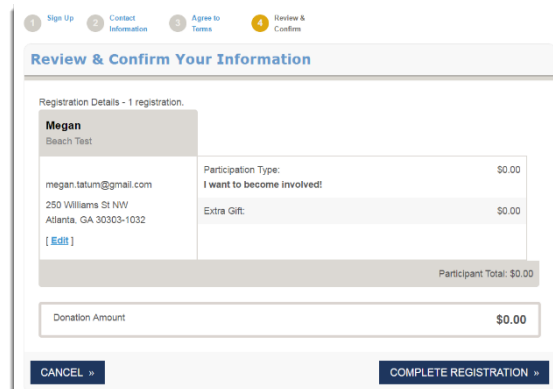 1 Sign Up 2 Contact Information 3 Agree to Terms 4 Review & Confirm
Review & Confirm Your Information
Registration Details - 1 registration.
Megan
Beach Test
megan.tatum@gmail.com
250 Williams St NW
Atlanta, GA 30303-1032
[ Edit ]
Participation Type: $0.00
I want to become involved!
Extra Gift: $0.00
Participant Total: $0.00
Donation Amount $0.00
CANCEL » COMPLETE REGISTRATION »